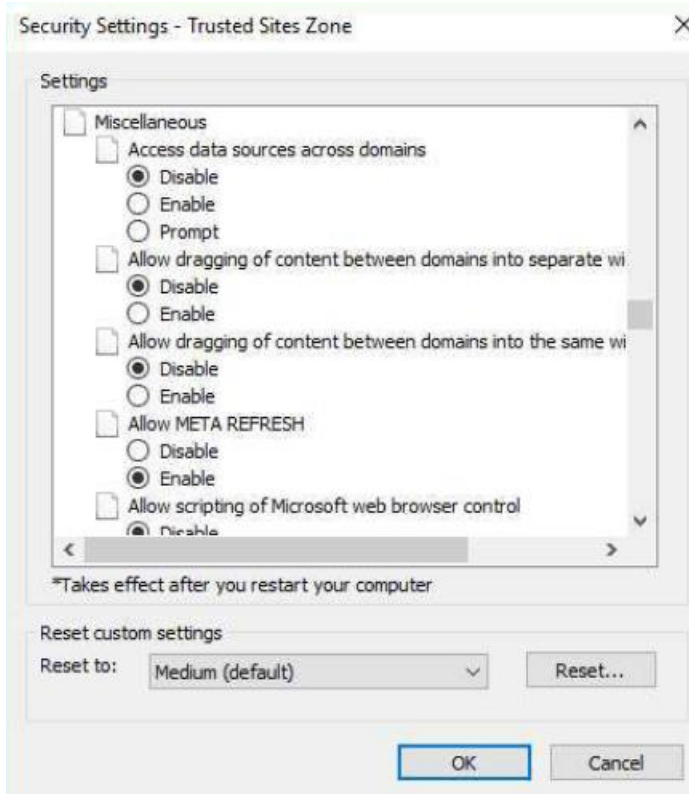 Security Settings - Trusted Sites Zone
Settings
Miscellaneous
Access data sources across domains
Disable
Enable
Prompt
Allow dragging of content between domains into separate wi
Disable
Enable
Allow dragging of content between domains into the same wi
Disable
Enable
Allow META REFRESH
Disable
Enable
Allow scripting of Microsoft web browser control
Disable
*Takes effect after you restart your computer
Reset custom settings
Reset to: Medium (default) Reset...
OK Cancel